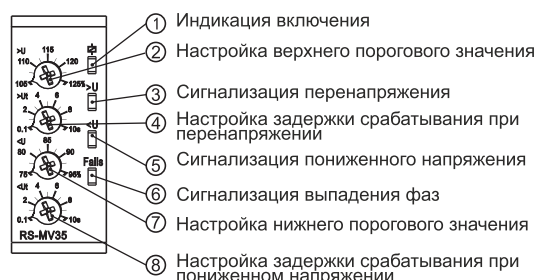 >U 115
110 120
105 125% >U
>Ut 4 6
2 8
0.1 10s <U
<U 85
80 90 Fails
75 95%
<Ut 4 6
2 8
0.1 10s
RS-MV35
1 Индикация включения
2 Настройка верхнего порогового значения
3 Сигнализация перенапряжения
4 Настройка задержки срабатывания при
перенапряжении
5 Сигнализация пониженного напряжения
6 Сигнализация выпадения фаз
7 Настройка нижнего порогового значения
8 Настройка задержки срабатывания при
пониженном напряжении